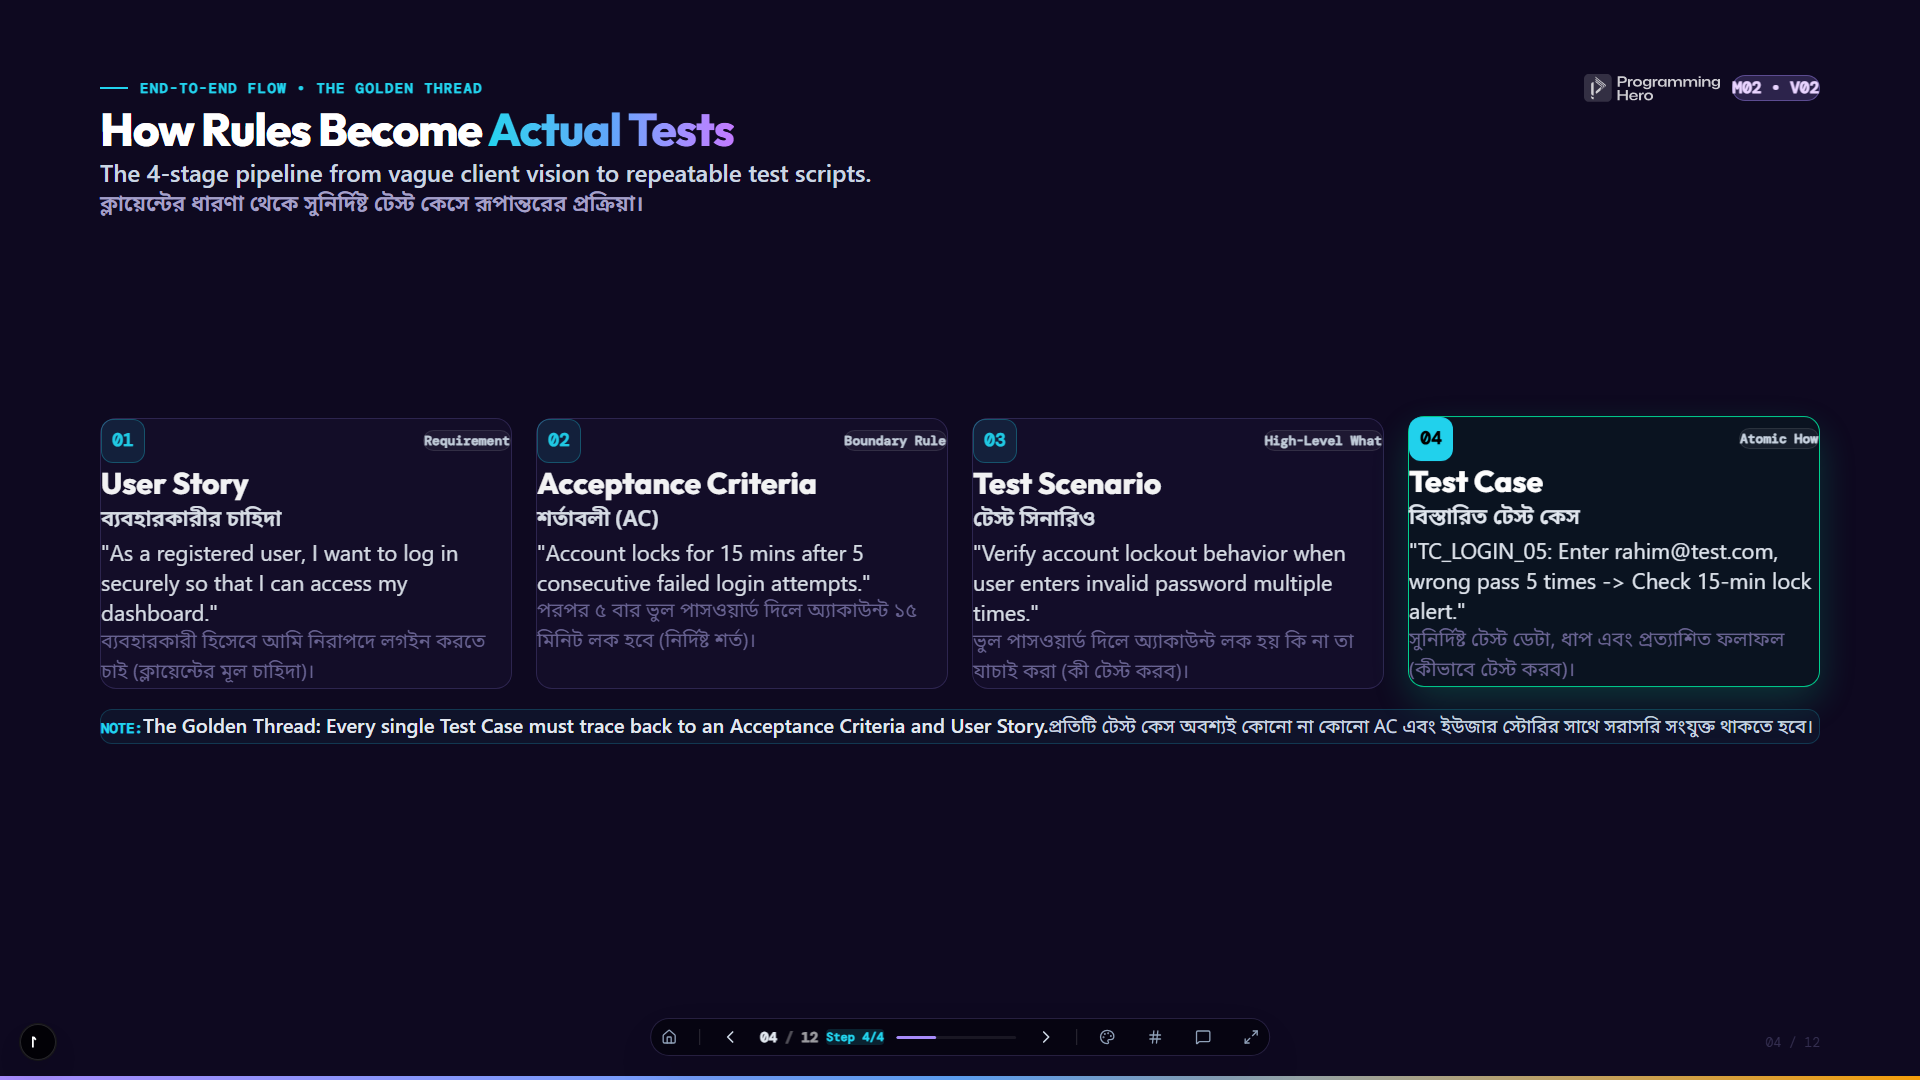 END-TO-END FLOW • THE GOLDEN THREAD
Programming
Hero
M02 • V02
How Rules Become Actual Tests
The 4-stage pipeline from vague client vision to repeatable test scripts.
ক্লায়েন্টের ধারণা থেকে সুনির্দিষ্ট টেস্ট কেসে রূপান্তরের প্রক্রিয়া।
01
Requirement
User Story
ব্যবহারকারীর চাহিদা
"As a registered user, I want to log in
securely so that I can access my
dashboard."
ব্যবহারকারী হিসেবে আমি নিরাপদে লগইন করতে
চাই (ক্লায়েন্টের মূল চাহিদা)।
02
Boundary Rule
Acceptance Criteria
শর্তাবলী (AC)
"Account locks for 15 mins after 5
consecutive failed login attempts."
পরপর ৫ বার ভুল পাসওয়ার্ড দিলে অ্যাকাউন্ট ১৫
মিনিট লক হবে (নির্দিষ্ট শর্ত)।
03
High-Level What
Test Scenario
টেস্ট সিনারিও
"Verify account lockout behavior when
user enters invalid password multiple
times."
ভুল পাসওয়ার্ড দিলে অ্যাকাউন্ট লক হয় কি না তা
যাচাই করা (কী টেস্ট করব)।
04
Atomic How
Test Case
বিস্তারিত টেস্ট কেস
"TC_LOGIN_05: Enter rahim@test.com,
wrong pass 5 times -> Check 15-min lock
alert."
সুনির্দিষ্ট টেস্ট ডেটা, ধাপ এবং প্রত্যাশিত ফলাফল
(কীভাবে টেস্ট করব)।
NOTE:The Golden Thread: Every single Test Case must trace back to an Acceptance Criteria and User Story.প্রতিটি টেস্ট কেস অবশ্যই কোনো না কোনো AC এবং ইউজার স্টোরির সাথে সরাসরি সংযুক্ত থাকতে হবে।
04 / 12 Step 4/4
04 / 12